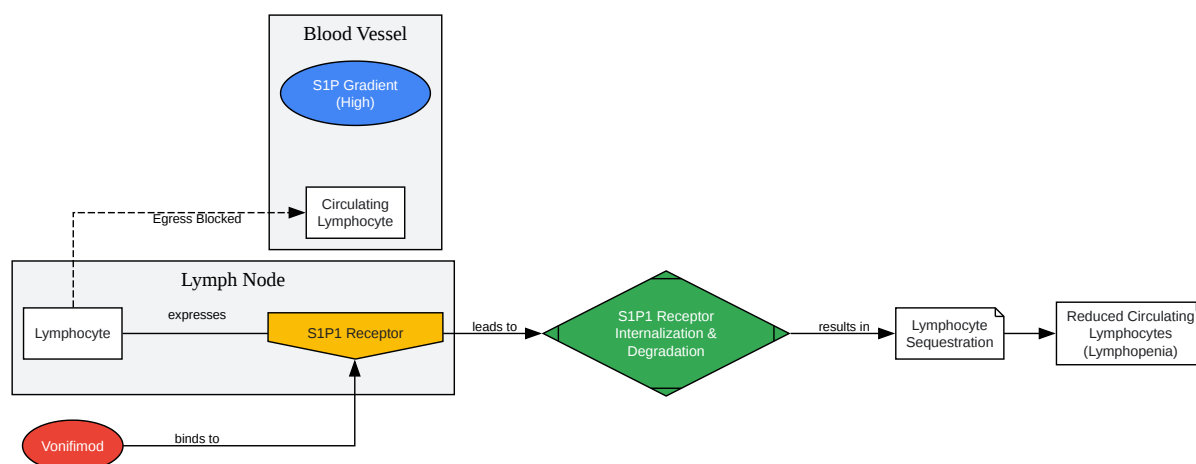 Blood Vessel
S1P Gradient
(High)
Circulating
Lymphocyte
Egress Blocked
Lymph Node
Lymphocyte
expresses
S1P1 Receptor
leads to
S1P1 Receptor
Internalization &
Degradation
results in
Lymphocyte
Sequestration
Reduced Circulating
Lymphocytes
(Lymphopenia)
Vonifimod
binds to